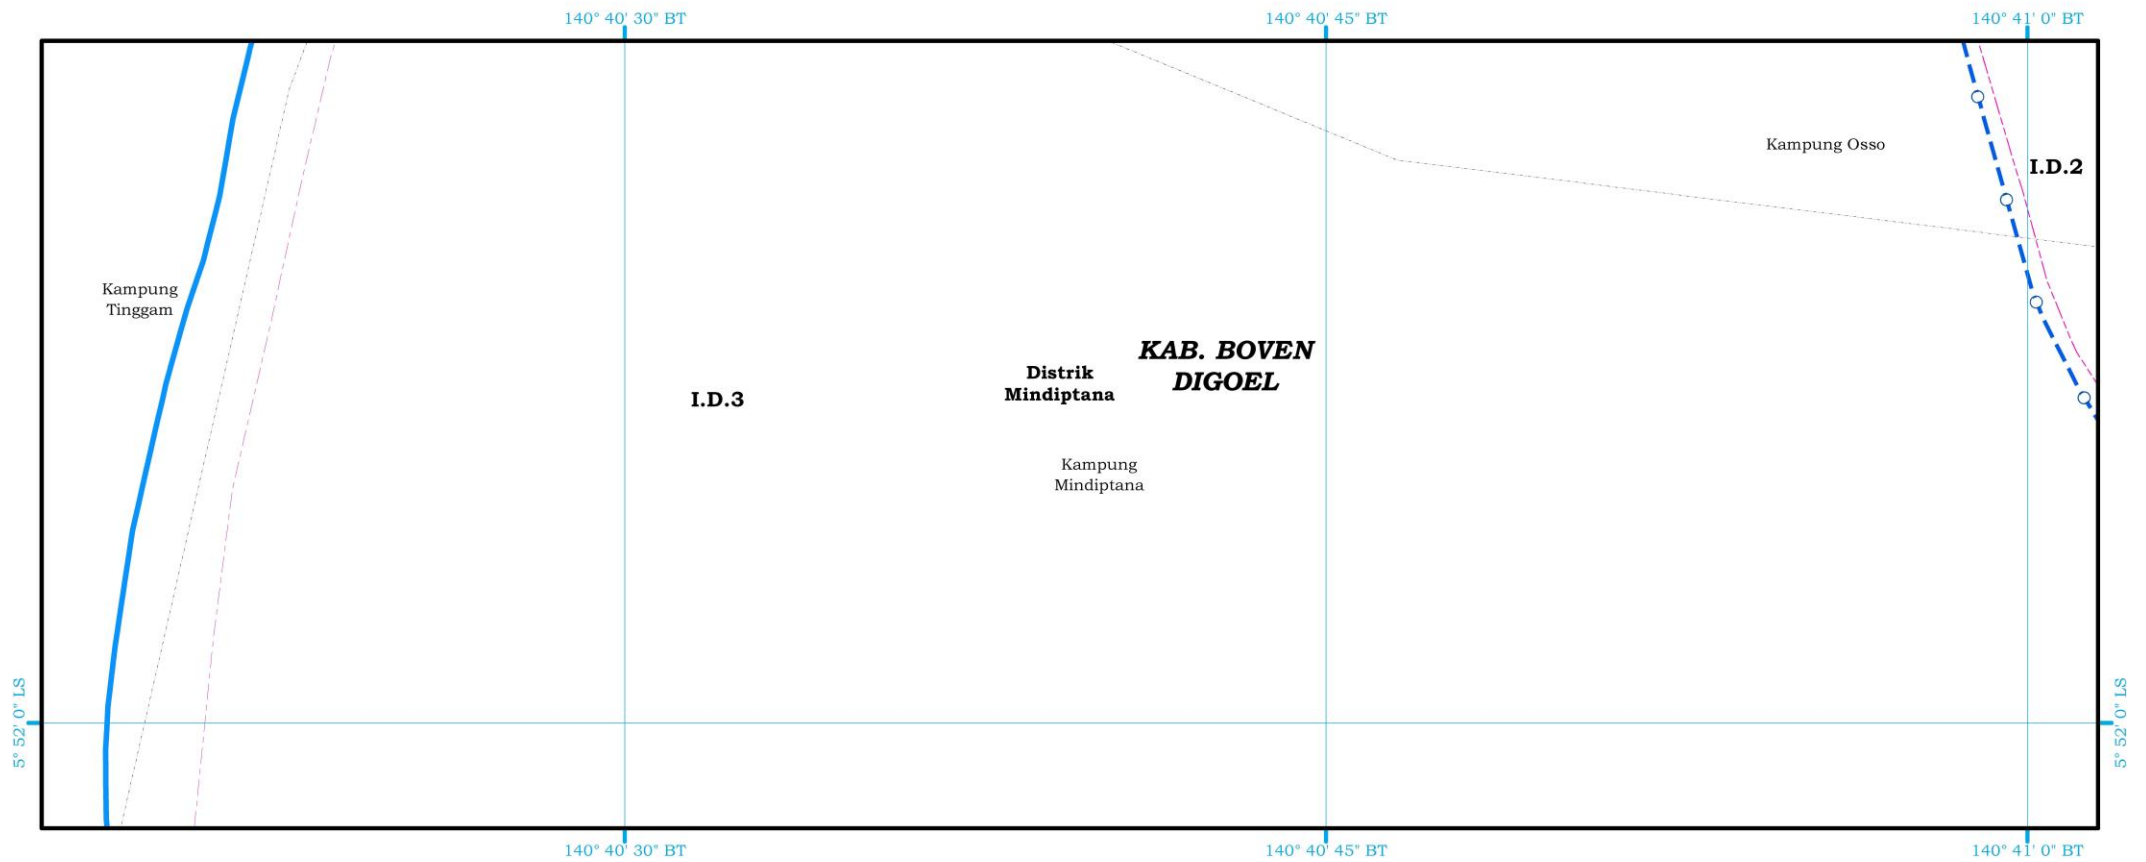 140° 40' 30" BT
140° 40' 45" BT
140° 41' 0" BT
Kampung Osso
I.D.2
Kampung
Tinggam
KAB. BOVEN
DIGOEL
Distrik
Mindiptana
I.D.3
Kampung
Mindiptana
5° 52' 0" LS
5° 52' 0" LS
140° 40' 30" BT
140° 40' 45" BT
140° 41' 0" BT